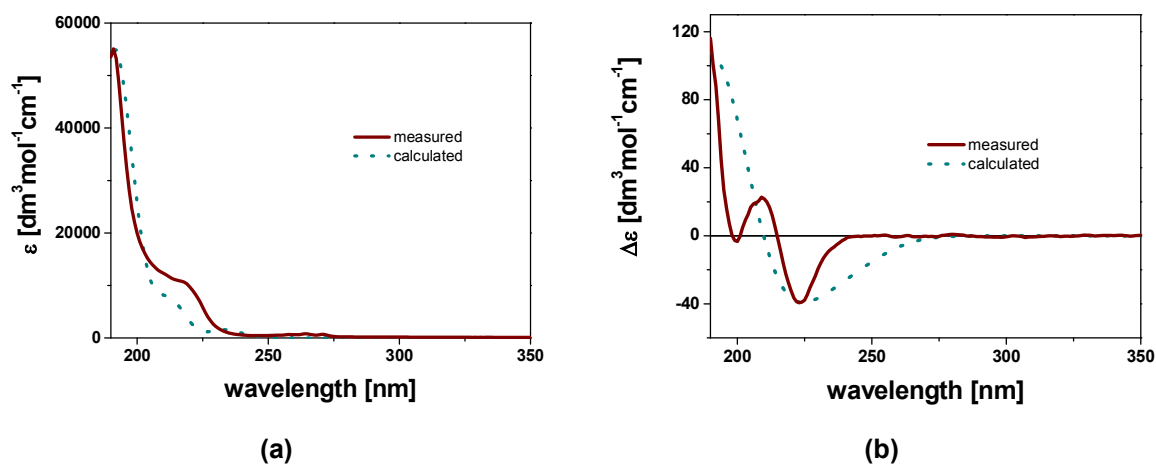 60000
40000
20000
0
ε [dm³mol⁻¹cm⁻¹]
measured
calculated
200 250 300 350
wavelength [nm]
(a)
120
80
40
0
-40
Δε [dm³mol⁻¹cm⁻¹]
measured
calculated
200 250 300 350
wavelength [nm]
(b)